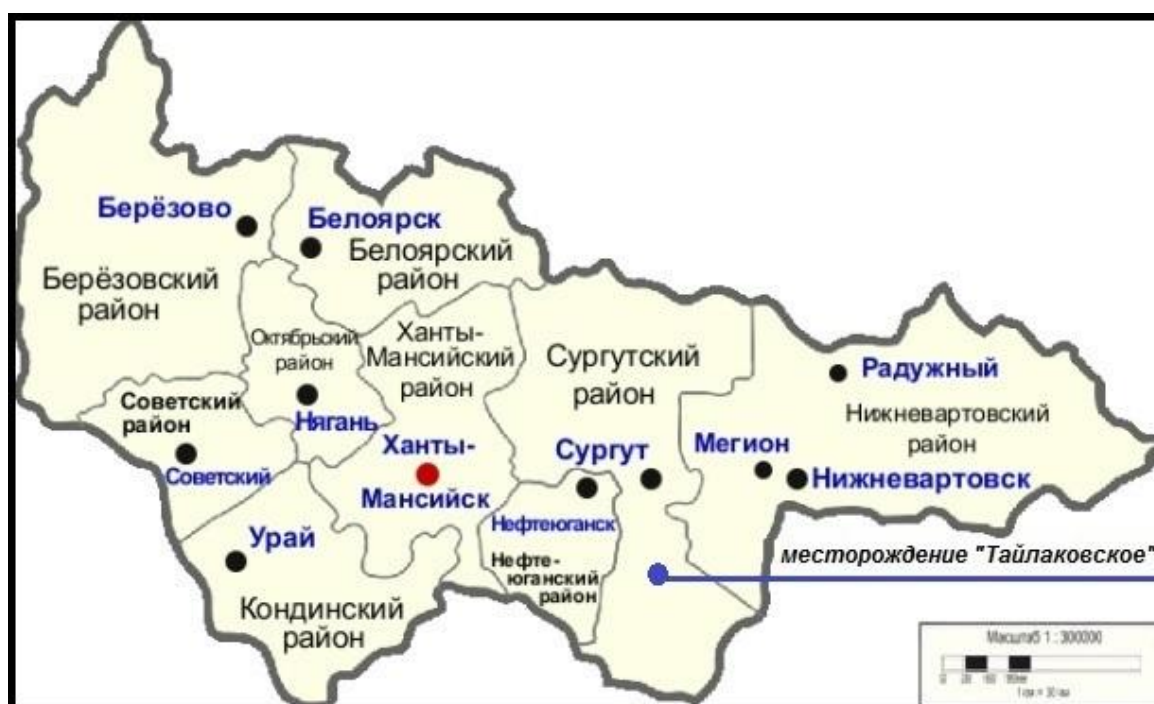 Берёзово
Белоярск
Белоярский
район
Берёзовский
район
Октябрьский
район
Ханты-
Мансийский
район
Сургутский
район
Радужный
Советский
район
Нягань
Нижневартовский
район
Мегион
Ханты-
Сургут
Советский
Мансийск
Нижневартовск
Нефтеюганск
Урай
месторождение "Тайлаковское"
Нефте-
юганский
район
Кондинский
район
Масштаб 1 : 300000